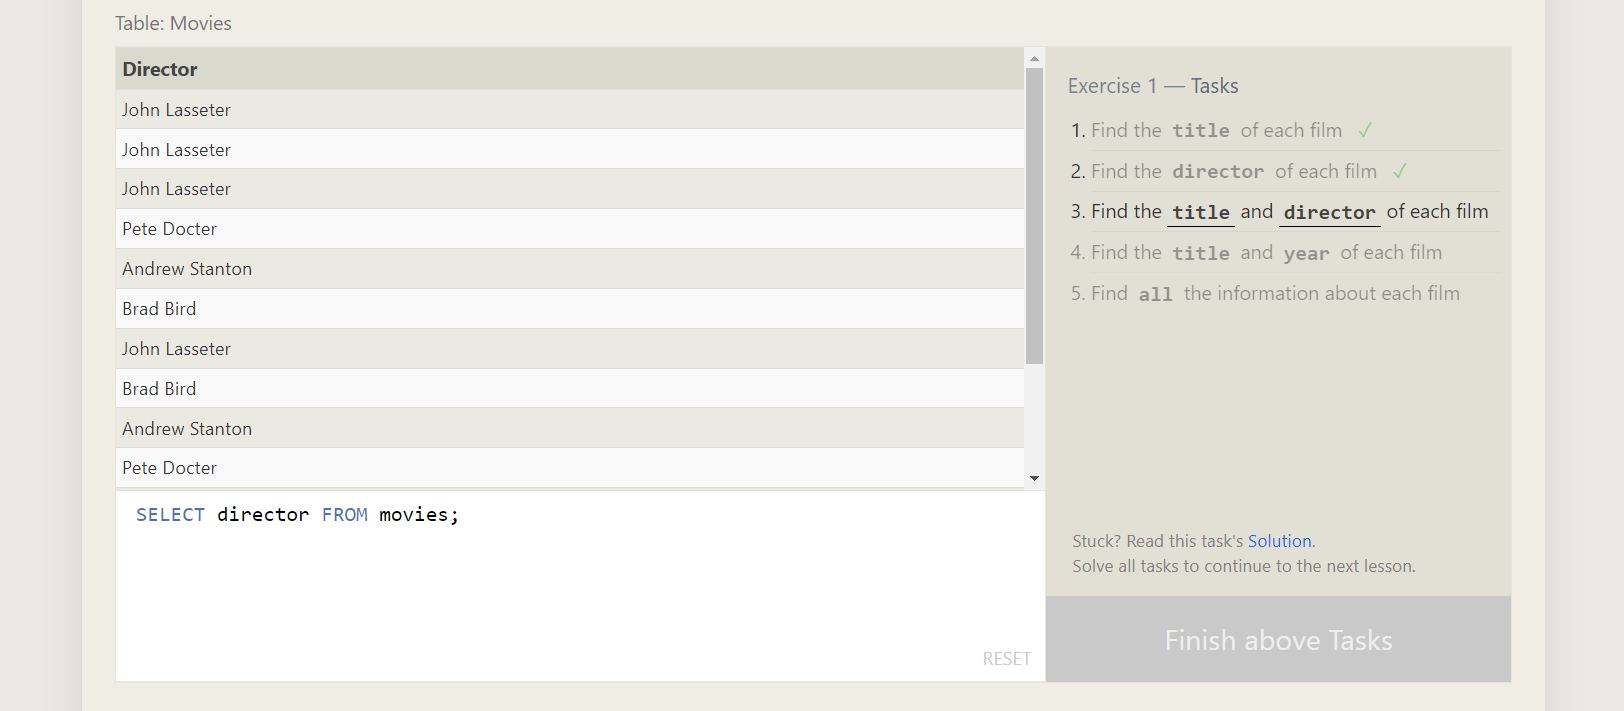 Table: Movies
Director
John Lasseter
John Lasseter
John Lasseter
Pete Docter
Andrew Stanton
Brad Bird
John Lasseter
Brad Bird
Andrew Stanton
Pete Docter
SELECT director FROM movies;
RESET
Exercise 1 — Tasks
1. Find the title of each film ✓
2. Find the director of each film ✓
3. Find the title and director of each film
4. Find the title and year of each film
5. Find all the information about each film
Stuck? Read this task's Solution.
Solve all tasks to continue to the next lesson.
Finish above Tasks